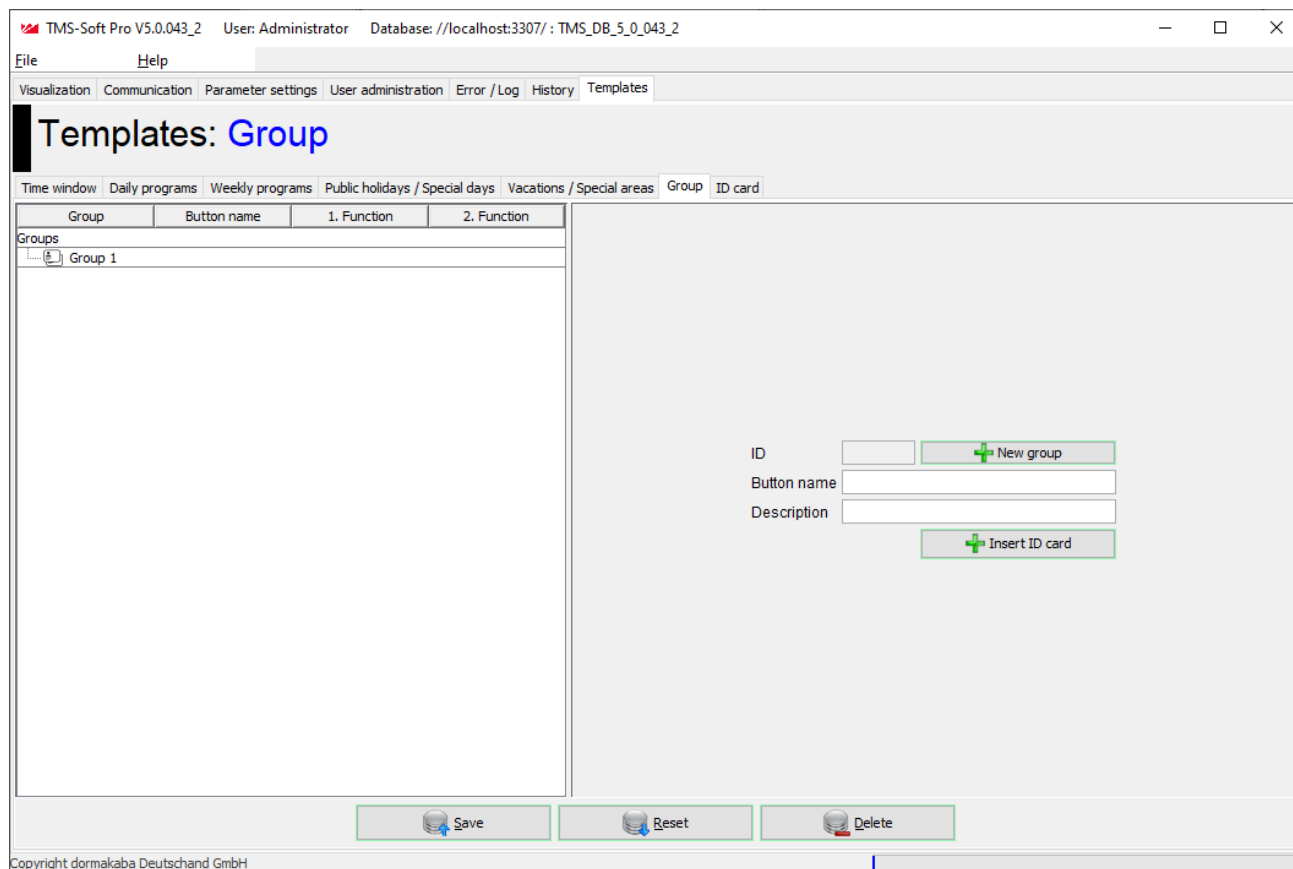 TMS-Soft Pro V5.0.043_2 User: Administrator Database: //localhost:3307/ : TMS_DB_5_0_043_2
File Help
Visualization Communication Parameter settings User administration Error / Log History Templates
Templates: Group
Time window Daily programs Weekly programs Public holidays / Special days Vacations / Special areas Group ID card
Group Button name 1. Function 2. Function
Groups
Group 1
ID New group
Button name
Description
Insert ID card
Save Reset Delete
Copyright dormakaba Deutschand GmbH